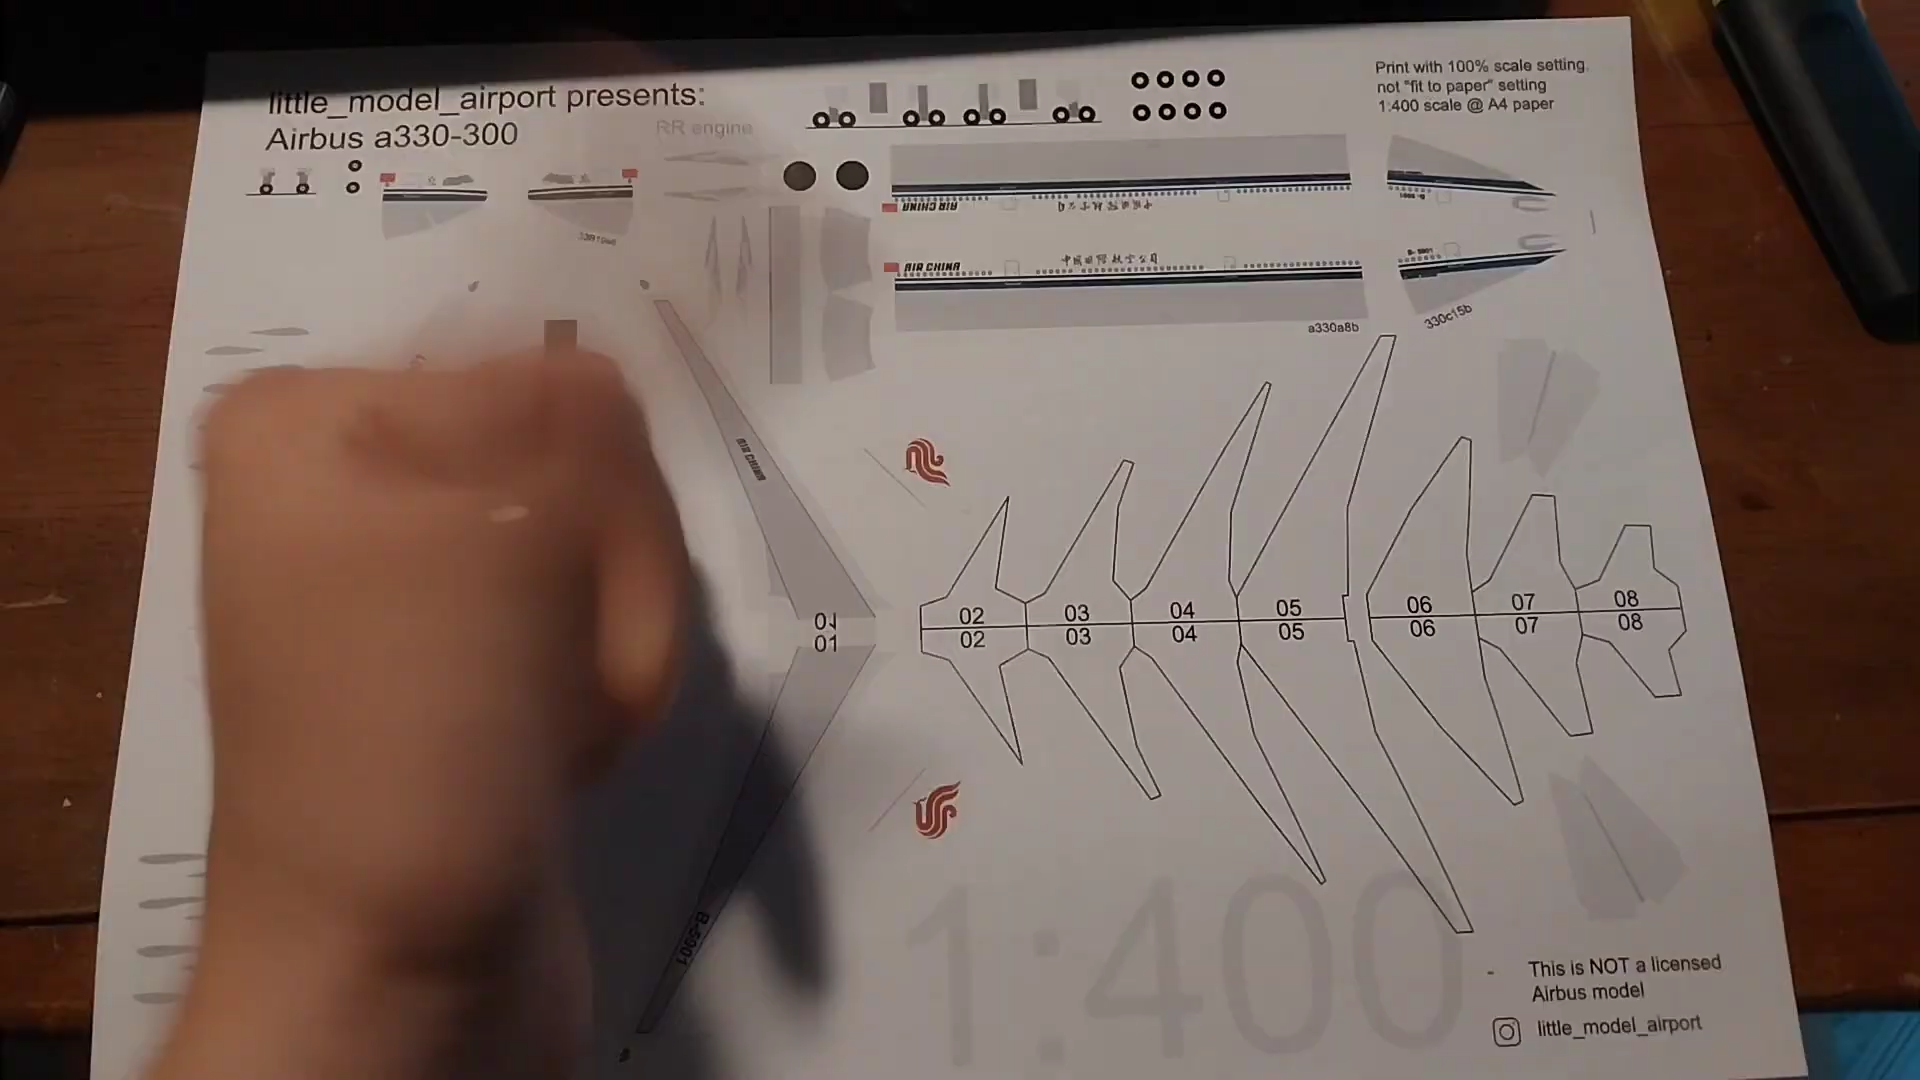 little_model_airport presents:
Airbus a330-300
RR engine
Print with 100% scale setting,
not "fit to paper" setting
1:400 scale @ A4 paper
AIR CHINA
AIR CHINA
中国国际航空公司
a330a8b
330c15b
AIR CHINA
01
01
02
02
03
03
04
04
05
05
06
06
07
07
08
08
B-5901
1:400
- This is NOT a licensed
Airbus model
little_model_airport